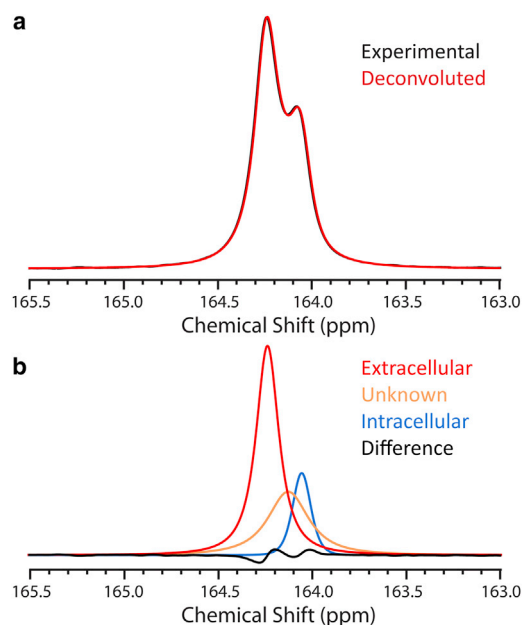 a
Experimental
Deconvoluted
165.5 165.0 164.5 164.0 163.5 163.0
Chemical Shift (ppm)
b
Extracellular
Unknown
Intracellular
Difference
165.5 165.0 164.5 164.0 163.5 163.0
Chemical Shift (ppm)